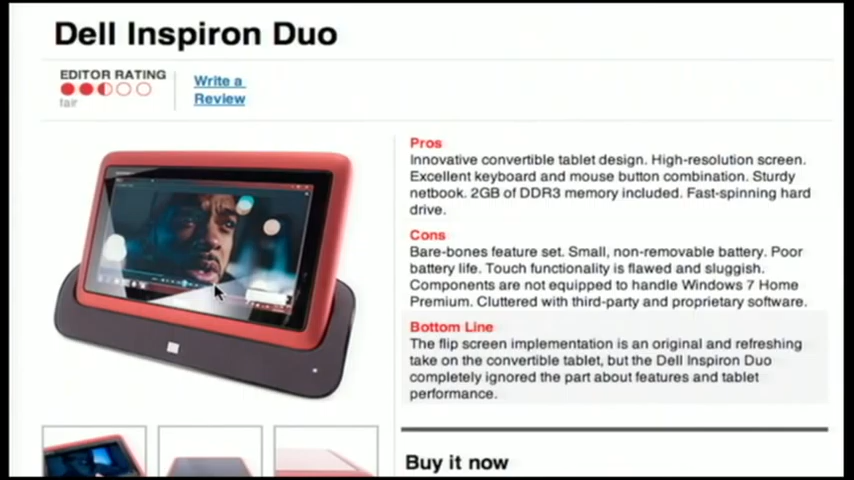 Dell Inspiron Duo
EDITOR RATING
fair
Write a
Review
Pros
Innovative convertible tablet design. High-resolution screen.
Excellent keyboard and mouse button combination. Sturdy
netbook. 2GB of DDR3 memory included. Fast-spinning hard
drive.
Cons
Bare-bones feature set. Small, non-removable battery. Poor
battery life. Touch functionality is flawed and sluggish.
Components are not equipped to handle Windows 7 Home
Premium. Cluttered with third-party and proprietary software.
Bottom Line
The flip screen implementation is an original and refreshing
take on the convertible tablet, but the Dell Inspiron Duo
completely ignored the part about features and tablet
performance.
Buy it now